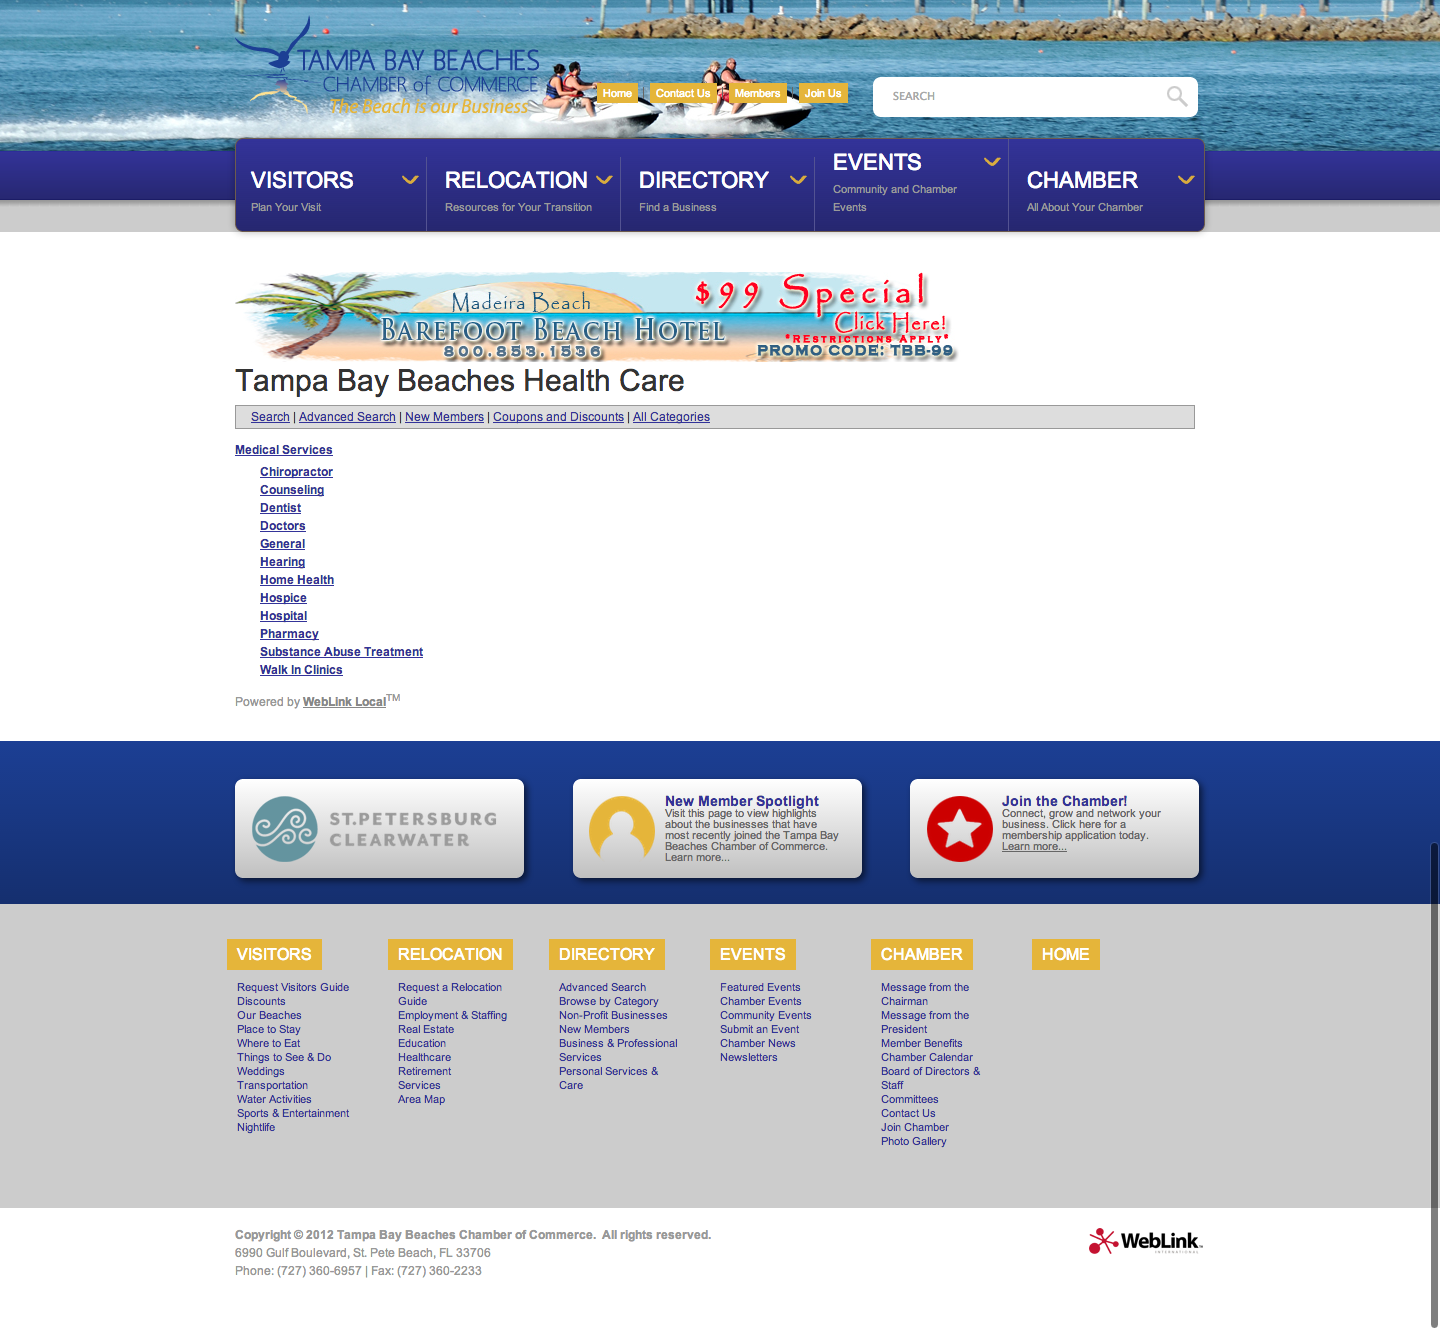 TAMPA BAY BEACHES
CHAMBER of COMMERCE
The Beach is our Business
Home
Contact Us
Members
Join Us
SEARCH
VISITORS
Plan Your Visit
RELOCATION
Resources for Your Transition
DIRECTORY
Find a Business
EVENTS
Community and Chamber
Events
CHAMBER
All About Your Chamber
Madeira Beach
BAREFOOT BEACH HOTEL
800.853.1536
$99 Special
Click Here!
*RESTRICTIONS APPLY*
PROMO CODE: TBB-99
Tampa Bay Beaches Health Care
Search | Advanced Search | New Members | Coupons and Discounts | All Categories
Medical Services
Chiropractor
Counseling
Dentist
Doctors
General
Hearing
Home Health
Hospice
Hospital
Pharmacy
Substance Abuse Treatment
Walk In Clinics
Powered by WebLink Local™
ST.PETERSBURG
CLEARWATER
New Member Spotlight
Visit this page to view highlights
about the businesses that have
most recently joined the Tampa Bay
Beaches Chamber of Commerce.
Learn more...
Join the Chamber!
Connect, grow and network your
business. Click here for a
membership application today.
Learn more...
VISITORS
Request Visitors Guide
Discounts
Our Beaches
Place to Stay
Where to Eat
Things to See & Do
Weddings
Transportation
Water Activities
Sports & Entertainment
Nightlife
RELOCATION
Request a Relocation
Guide
Employment & Staffing
Real Estate
Education
Healthcare
Retirement
Services
Area Map
DIRECTORY
Advanced Search
Browse by Category
Non-Profit Businesses
New Members
Business & Professional
Services
Personal Services &
Care
EVENTS
Featured Events
Chamber Events
Community Events
Submit an Event
Chamber News
Newsletters
CHAMBER
Message from the
Chairman
Message from the
President
Member Benefits
Chamber Calendar
Board of Directors &
Staff
Committees
Contact Us
Join Chamber
Photo Gallery
HOME
Copyright © 2012 Tampa Bay Beaches Chamber of Commerce.  All rights reserved.
6990 Gulf Boulevard, St. Pete Beach, FL 33706
Phone: (727) 360-6957 | Fax: (727) 360-2233
WebLink
INTERNATIONAL